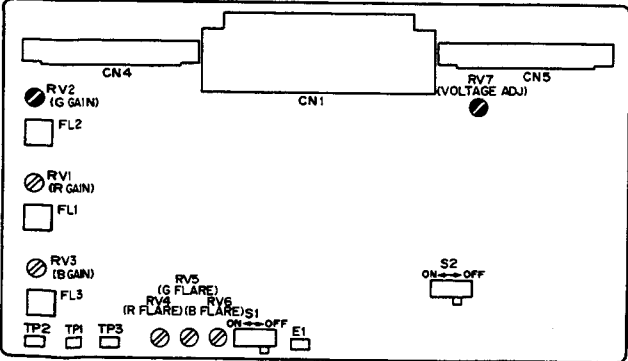 CN4
CN1
CN5
RV2
(G GAIN)
RV7
(VOLTAGE ADJ)
FL2
RV1
(R GAIN)
FL1
RV3
(B GAIN)
FL3
RV5
(G FLARE)
RV4 RV6
(R FLARE)(B FLARE)
S1
ON OFF
S2
ON OFF
TP2
TP1
TP3
E1